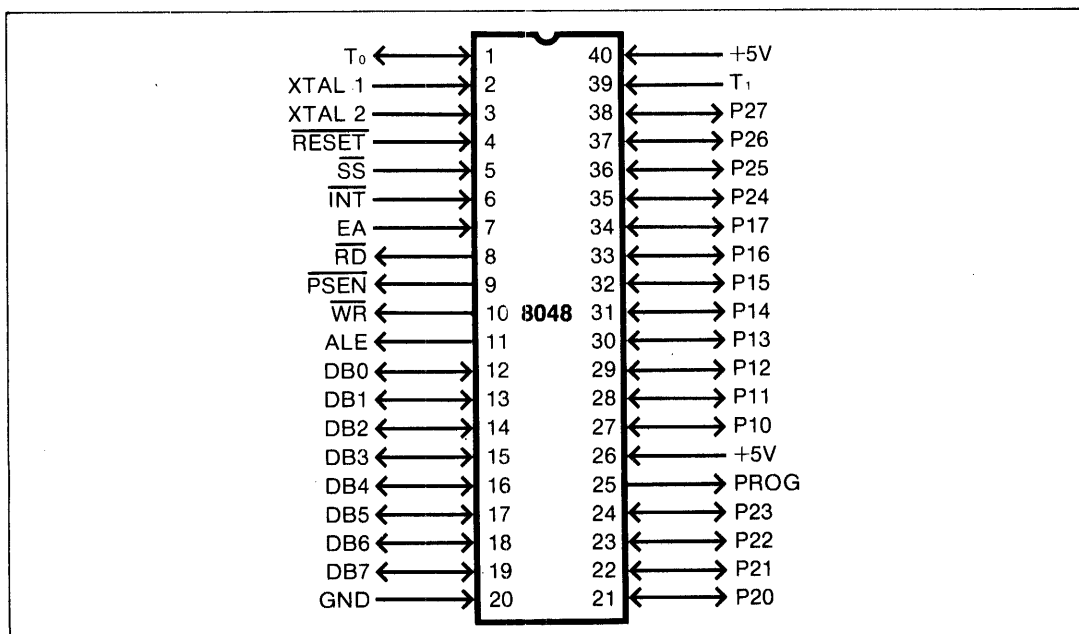 T₀ 1 40 +5V
XTAL 1 2 39 T₁
XTAL 2 3 38 P27
RESET 4 37 P26
SS 5 36 P25
INT 6 35 P24
EA 7 34 P17
RD 8 33 P16
PSEN 9 32 P15
WR 10 8048 31 P14
ALE 11 30 P13
DB0 12 29 P12
DB1 13 28 P11
DB2 14 27 P10
DB3 15 26 +5V
DB4 16 25 PROG
DB5 17 24 P23
DB6 18 23 P22
DB7 19 22 P21
GND 20 21 P20